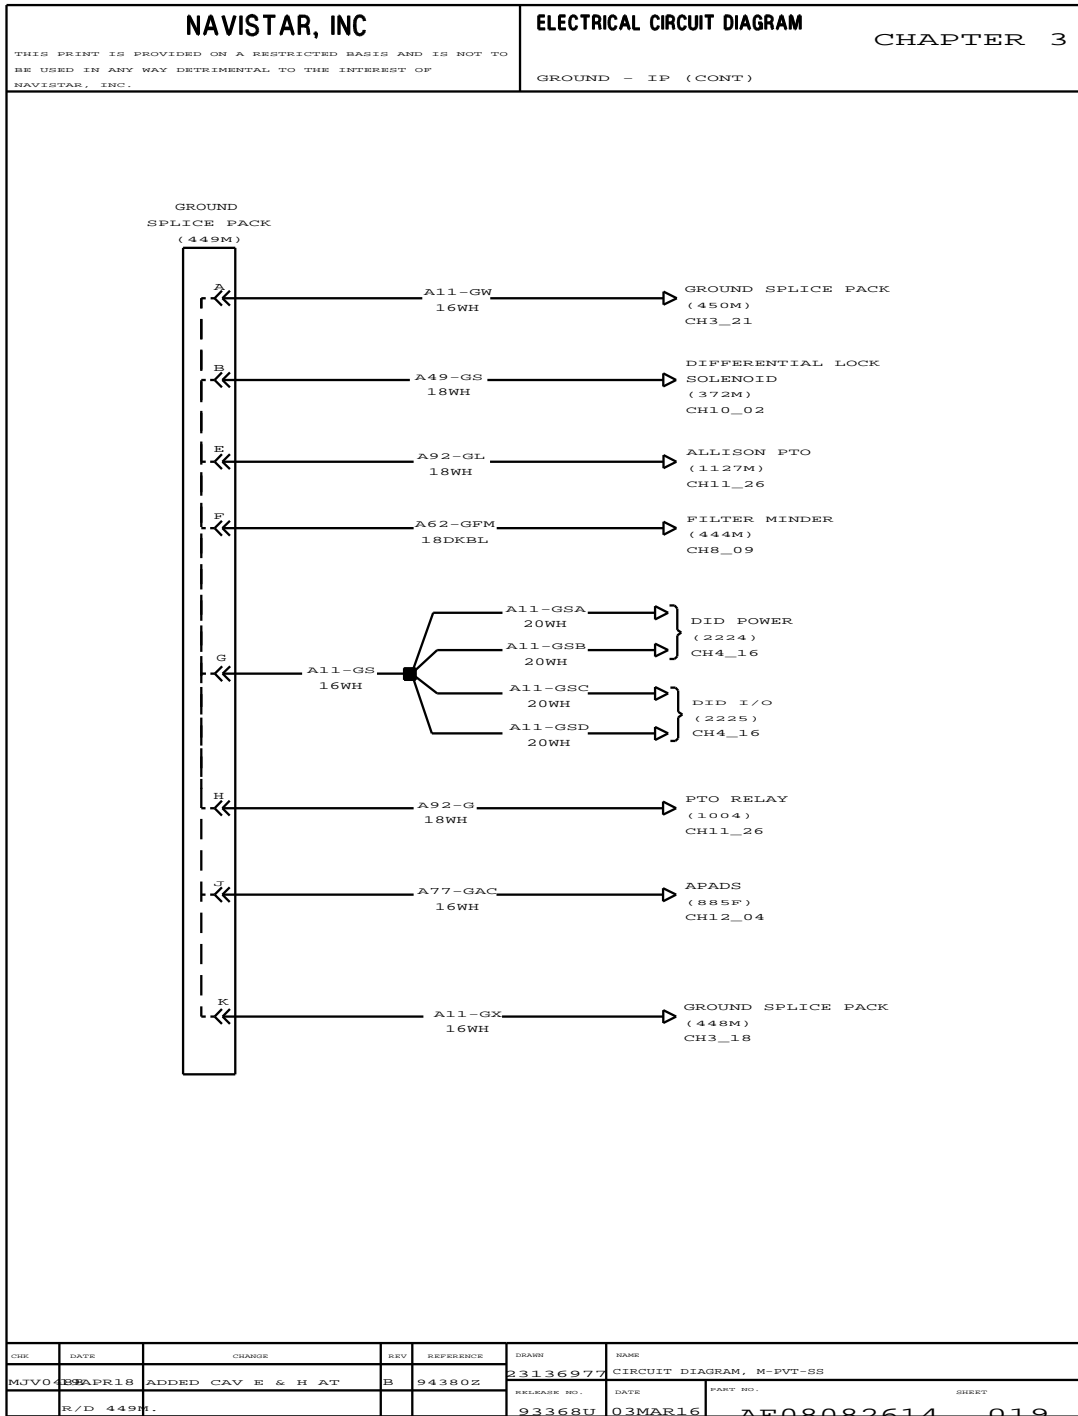 NAVISTAR, INC
THIS PRINT IS PROVIDED ON A RESTRICTED BASIS AND IS NOT TO
BE USED IN ANY WAY DETRIMENTAL TO THE INTEREST OF
NAVISTAR, INC.
ELECTRICAL CIRCUIT DIAGRAM
CHAPTER 3
GROUND - IP (CONT)
GROUND
SPLICE PACK
(449M)
A
A11-GW
16WH
GROUND SPLICE PACK
(450M)
CH3_21
B
A49-GS
18WH
DIFFERENTIAL LOCK
SOLENOID
(372M)
CH10_02
E
A92-GL
18WH
ALLISON PTO
(1127M)
CH11_26
F
A62-GFM
18DKBL
FILTER MINDER
(444M)
CH8_09
G
A11-GS
16WH
A11-GSA
20WH
A11-GSB
20WH
DID POWER
(2224)
CH4_16
A11-GSC
20WH
A11-GSD
20WH
DID I/O
(2225)
CH4_16
H
A92-G
18WH
PTO RELAY
(1004)
CH11_26
J
A77-GAC
16WH
APADS
(885F)
CH12_04
K
A11-GX
16WH
GROUND SPLICE PACK
(448M)
CH3_18
CHK DATE CHANGE REV REFERENCE
ADDED CAV E & H AT B 94380Z
R/D 449M.
DRAWN
23136977
NAME
CIRCUIT DIAGRAM, M-PVT-SS
RELEASE NO.
93368U
DATE
03MAR16
PART NO.
AF08082614
SHEET
019